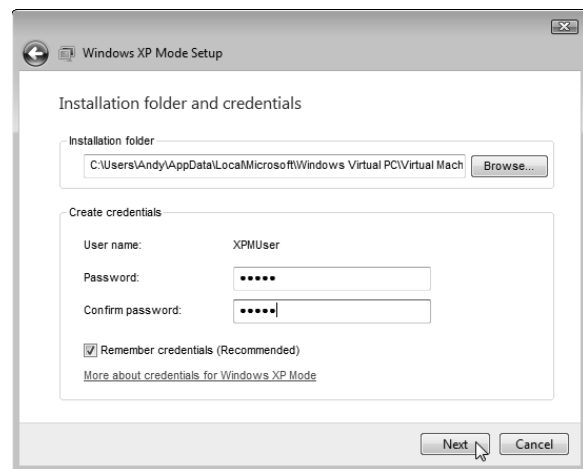 Windows XP Mode Setup
Installation folder and credentials
Installation folder
C:\Users\Andy\AppData\LocalMicrosoft\Windows Virtual PC\Virtual Mach
Browse...
Create credentials
User name: XPMUser
Password: •••••
Confirm password: •••••
Remember credentials (Recommended)
More about credentials for Windows XP Mode
Next Cancel